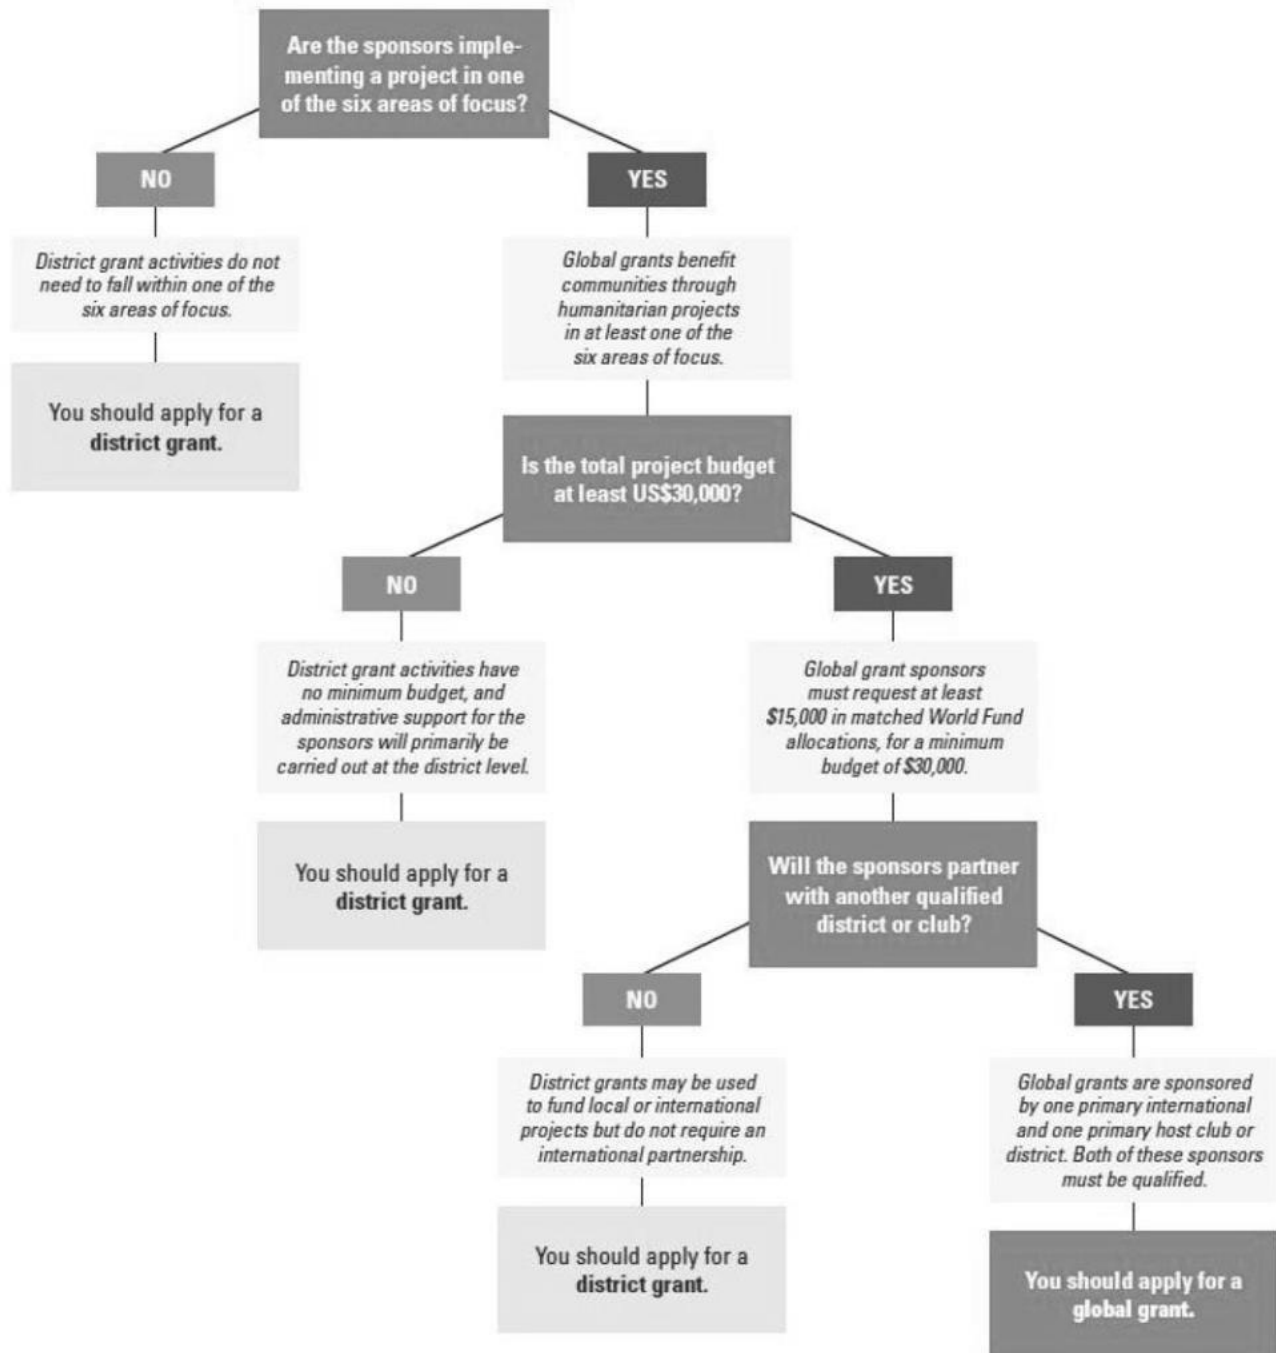 Are the sponsors imple-
menting a project in one
of the six areas of focus?
NO
YES
District grant activities do not
need to fall within one of the
six areas of focus.
Global grants benefit
communities through
humanitarian projects
in at least one of the
six areas of focus.
You should apply for a
district grant.
Is the total project budget
at least US$30,000?
NO
YES
District grant activities have
no minimum budget, and
administrative support for the
sponsors will primarily be
carried out at the district level.
Global grant sponsors
must request at least
$15,000 in matched World Fund
allocations, for a minimum
budget of $30,000.
You should apply for a
district grant.
Will the sponsors partner
with another qualified
district or club?
NO
YES
District grants may be used
to fund local or international
projects but do not require an
international partnership.
Global grants are sponsored
by one primary international
and one primary host club or
district. Both of these sponsors
must be qualified.
You should apply for a
district grant.
You should apply for a
global grant.